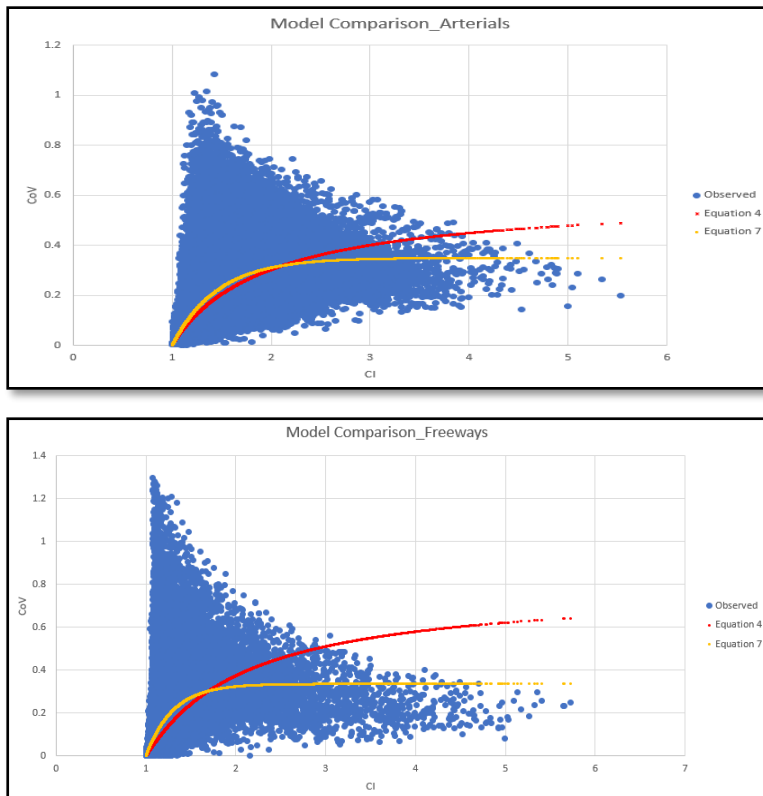 Model Comparison_Arterials
1.2
1
0.8
0.6
0.4
0.2
0
CoV
0 1 2 3 4 5 6
CI
Observed
Equation 4
Equation 7
Model Comparison_Freeways
1.4
1.2
1
0.8
0.6
0.4
0.2
0
CoV
0 1 2 3 4 5 6 7
CI
Observed
Equation 4
Equation 7